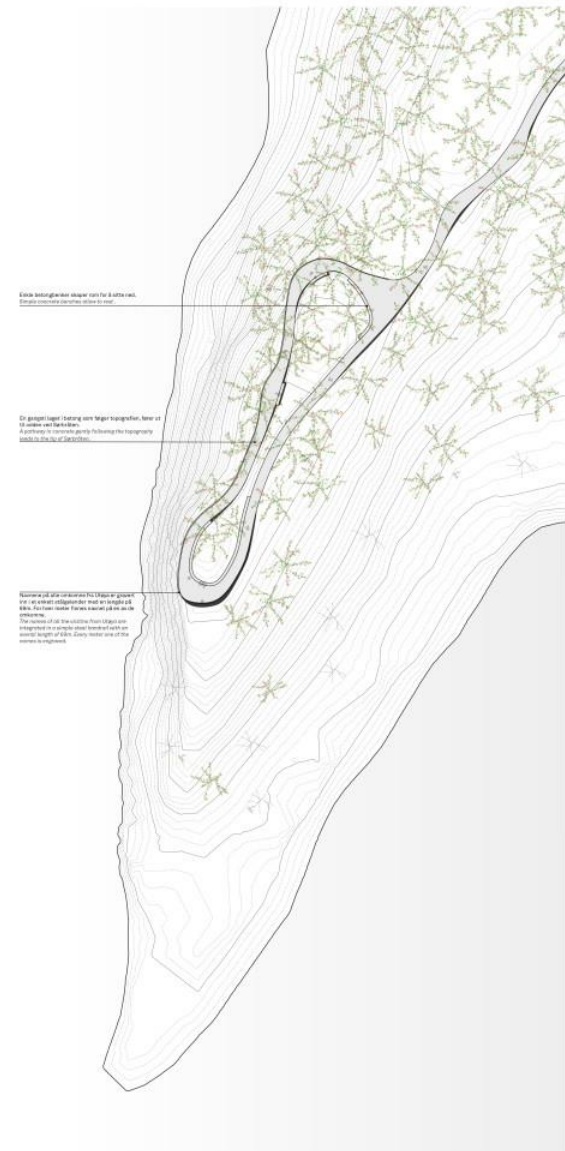 Enkle betongbenker skaper rom for å sitte ned.
Simple concrete benches allow to rest.
En gangsti laget i betong som følger topografien, fører ut
til odden ved Sørbråten.
A pathway in concrete gently following the topography
leads to the tip of Sørbråten.
Navnene på alle omkomne fra Utøya er gravert
inn i et enkelt stålgelender med en lengde på
69m. For hver meter finnes navnet på en av de
omkomne.
The names of all the victims from Utøya are
integrated in a simple steel handrail with an
overall length of 69m. Every meter one of the
names is engraved.